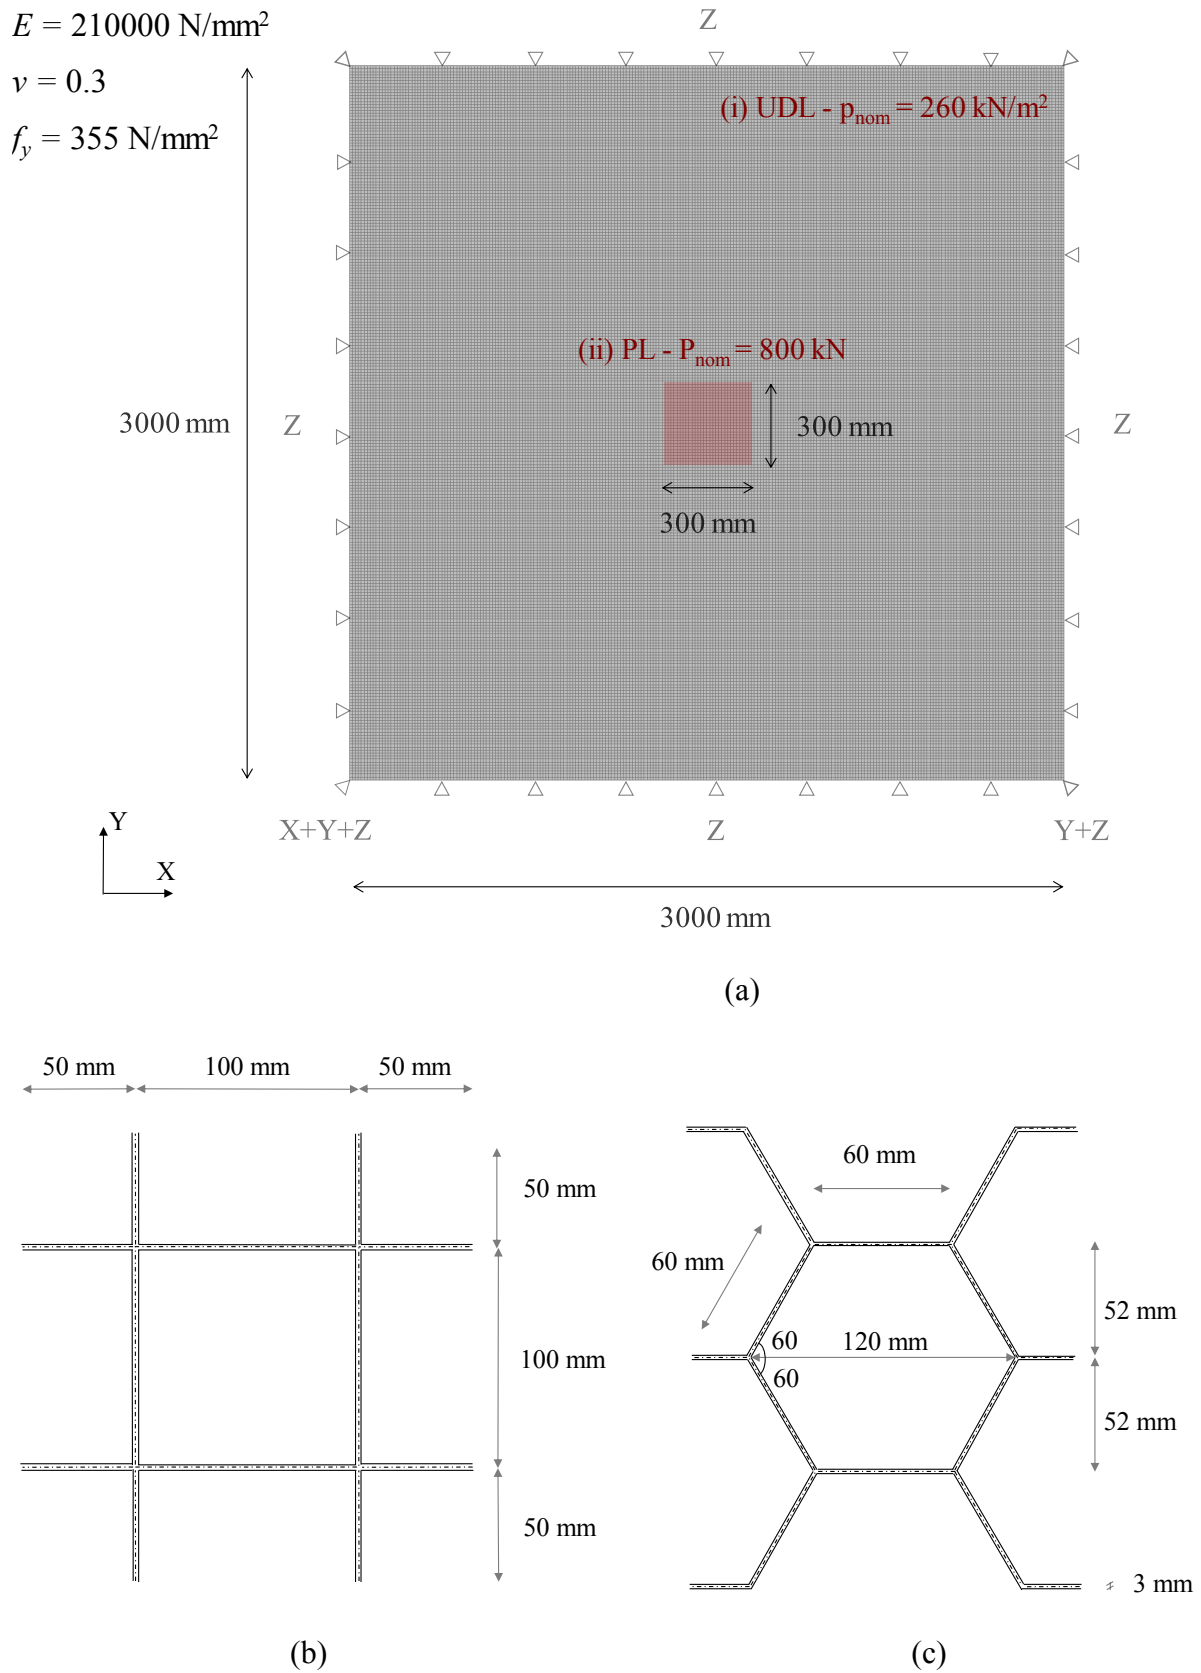 E = 210000 N/mm²
Z
ν = 0.3
(i) UDL - pnom = 260 kN/m²
fy = 355 N/mm²
(ii) PL - Pnom = 800 kN
3000 mm
Z
300 mm
Z
300 mm
Y
X
X+Y+Z
Z
Y+Z
3000 mm
(a)
50 mm
100 mm
50 mm
50 mm
100 mm
50 mm
(b)
60 mm
60 mm
52 mm
60
120 mm
60
52 mm
3 mm
(c)